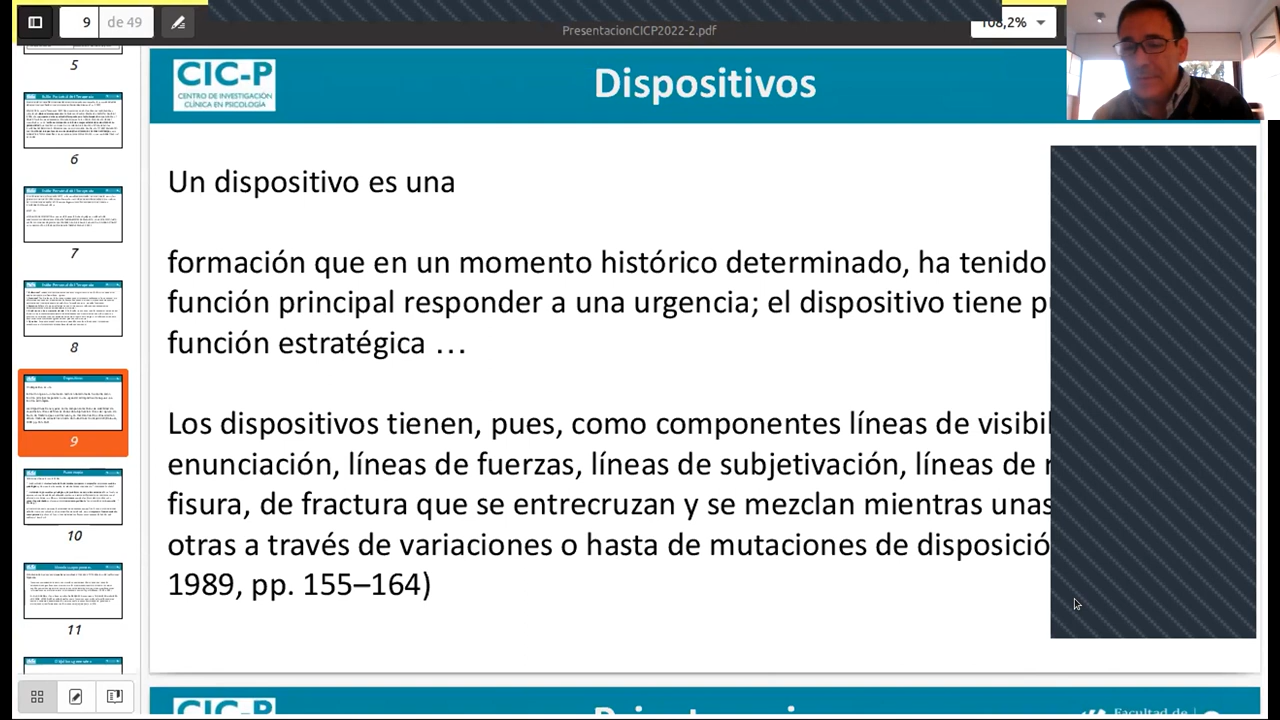 9 de 49
PresentacionCICP2022-2.pdf
108,2%
5
6
7
8
9
10
11
CIC-P
CENTRO DE INVESTIGACIÓN
CLÍNICA EN PSICOLOGÍA
Dispositivos
Un dispositivo es una
formación que en un momento histórico determinado, ha tenido
función principal responder a una urgencia; el dispositivo tiene
función estratégica …
Los dispositivos tienen, pues, como componentes líneas de
enunciación, líneas de fuerzas, líneas de subjetivación, líneas de
fisura, de fractura que se entrecruzan y se mezclan mientras unas
otras a través de variaciones o hasta de mutaciones de
1989, pp. 155–164)
CIC-P
Facultad de